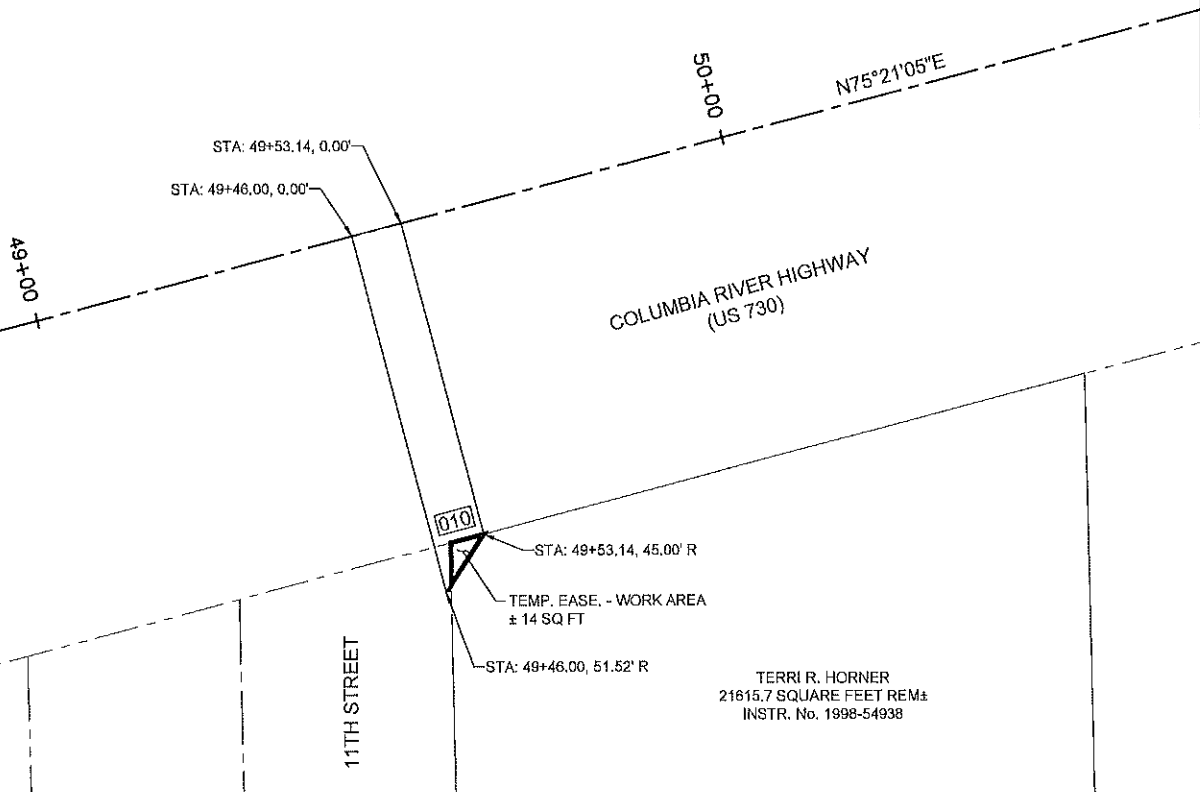 50+00
N75°21'05"E
STA: 49+53.14, 0.00'
STA: 49+46.00, 0.00'
49+00
COLUMBIA RIVER HIGHWAY
(US 730)
010
STA: 49+53.14, 45.00' R
TEMP. EASE. - WORK AREA
± 14 SQ FT
STA: 49+46.00, 51.52' R
11TH STREET
TERRI R. HORNER
21615.7 SQUARE FEET REM±
INSTR. No. 1998-54938